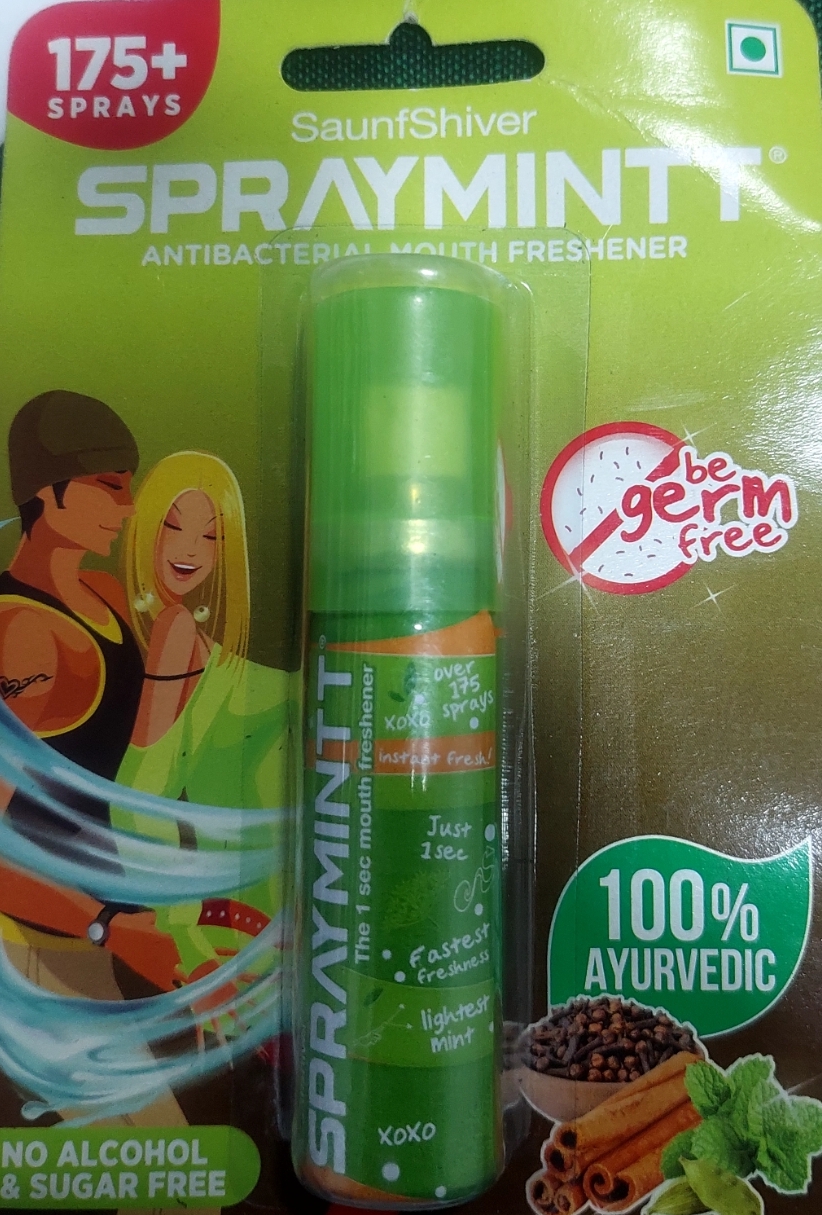 175+
SPRAYS
SaunfShiver
SPRAYMINTT®
ANTIBACTERIAL MOUTH FRESHENER
be
germ
free
SPRAYMINTT®
The 1 sec mouth freshener
over
175
sprays
xoxo
instant fresh!
Just
1sec
Fastest
freshness
lightest
mint
xoxo
100%
AYURVEDIC
NO ALCOHOL
& SUGAR FREE